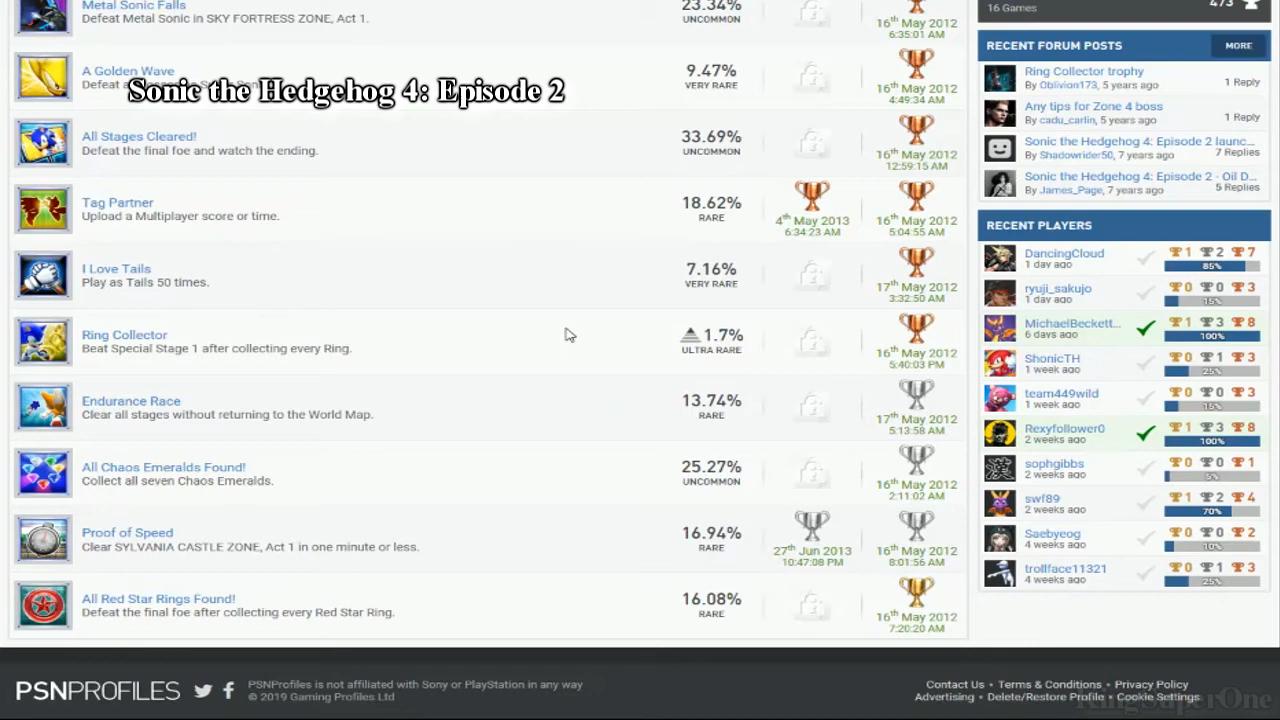 Metal Sonic Falls
Defeat Metal Sonic in SKY FORTRESS ZONE, Act 1.
23.34%
UNCOMMON
16th May 2012
6:35:01 AM
A Golden Wave
Sonic the Hedgehog 4: Episode 2
9.47%
VERY RARE
16th May 2012
4:49:34 AM
All Stages Cleared!
Defeat the final foe and watch the ending.
33.69%
UNCOMMON
16th May 2012
12:59:15 AM
Tag Partner
Upload a Multiplayer score or time.
18.62%
RARE
4th May 2013
6:34:23 AM
16th May 2012
5:04:55 AM
I Love Tails
Play as Tails 50 times.
7.16%
VERY RARE
17th May 2012
3:32:50 AM
Ring Collector
Beat Special Stage 1 after collecting every Ring.
1.7%
ULTRA RARE
16th May 2012
5:40:03 PM
Endurance Race
Clear all stages without returning to the World Map.
13.74%
RARE
17th May 2012
5:13:58 AM
All Chaos Emeralds Found!
Collect all seven Chaos Emeralds.
25.27%
UNCOMMON
16th May 2012
2:11:02 AM
Proof of Speed
Clear SYLVANIA CASTLE ZONE, Act 1 in one minute or less.
16.94%
RARE
27th Jun 2013
10:47:08 PM
16th May 2012
8:01:56 AM
All Red Star Rings Found!
Defeat the final foe after collecting every Red Star Ring.
16.08%
RARE
16th May 2012
7:20:20 AM
16 Games
473
RECENT FORUM POSTS MORE
Ring Collector trophy
By Oblivion173, 5 years ago
1 Reply
Any tips for Zone 4 boss
By cadu_carlin, 5 years ago
1 Reply
Sonic the Hedgehog 4: Episode 2 launc...
By Shadowrider50, 7 years ago
7 Replies
Sonic the Hedgehog 4: Episode 2 - Oil D...
By James_Page, 7 years ago
5 Replies
RECENT PLAYERS
DancingCloud
1 day ago
1 2 7
85%
ryuji_sakujo
1 day ago
0 0 3
15%
MichaelBeckett...
6 days ago
1 3 8
100%
ShonicTH
1 week ago
0 1 3
25%
team449wild
1 week ago
0 0 3
15%
Rexyfollower0
2 weeks ago
1 3 8
100%
sophgibbs
2 weeks ago
0 0 1
5%
swf89
2 weeks ago
1 2 4
70%
Saebyeog
4 weeks ago
0 0 2
10%
trollface11321
4 weeks ago
0 1 3
25%
PSNPROFILES
PSNProfiles is not affiliated with Sony or PlayStation in any way
© 2019 Gaming Profiles Ltd
Contact Us • Terms & Conditions • Privacy Policy
Advertising • Delete/Restore Profile • Cookie Settings
KingSuperOne